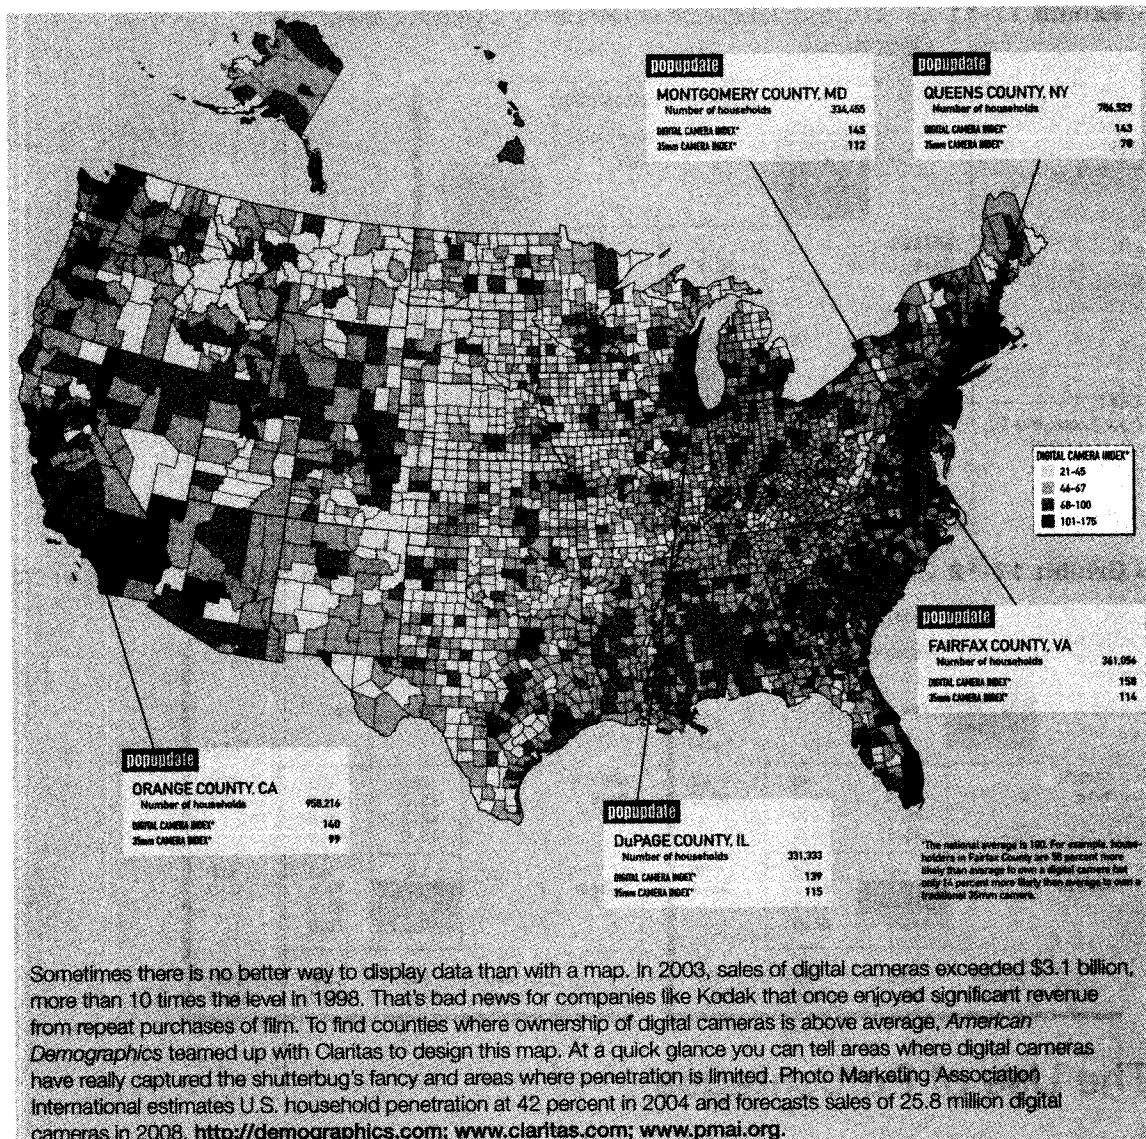 popupdate
MONTGOMERY COUNTY, MD
Number of households 334,455
DIGITAL CAMERA INDEX* 145
35mm CAMERA INDEX* 112
popupdate
QUEENS COUNTY, NY
Number of households 786,529
DIGITAL CAMERA INDEX* 143
35mm CAMERA INDEX* 78
DIGITAL CAMERA INDEX*
21-45
46-67
68-100
101-175
popupdate
FAIRFAX COUNTY, VA
Number of households 361,056
DIGITAL CAMERA INDEX* 158
35mm CAMERA INDEX* 114
popupdate
ORANGE COUNTY, CA
Number of households 958,216
DIGITAL CAMERA INDEX* 140
35mm CAMERA INDEX* 99
popupdate
DuPAGE COUNTY, IL
Number of households 331,333
DIGITAL CAMERA INDEX* 139
35mm CAMERA INDEX* 115
*The national average is 100. For example, house-
holders in Fairfax County are 58 percent more
likely than average to own a digital camera but
only 14 percent more likely than average to own a
traditional 35mm camera.
Sometimes there is no better way to display data than with a map. In 2003, sales of digital cameras exceeded $3.1 billion,
more than 10 times the level in 1998. That's bad news for companies like Kodak that once enjoyed significant revenue
from repeat purchases of film. To find counties where ownership of digital cameras is above average, American
Demographics teamed up with Claritas to design this map. At a quick glance you can tell areas where digital cameras
have really captured the shutterbug's fancy and areas where penetration is limited. Photo Marketing Association
International estimates U.S. household penetration at 42 percent in 2004 and forecasts sales of 25.8 million digital
cameras in 2008. http://demographics.com; www.claritas.com; www.pmai.org.